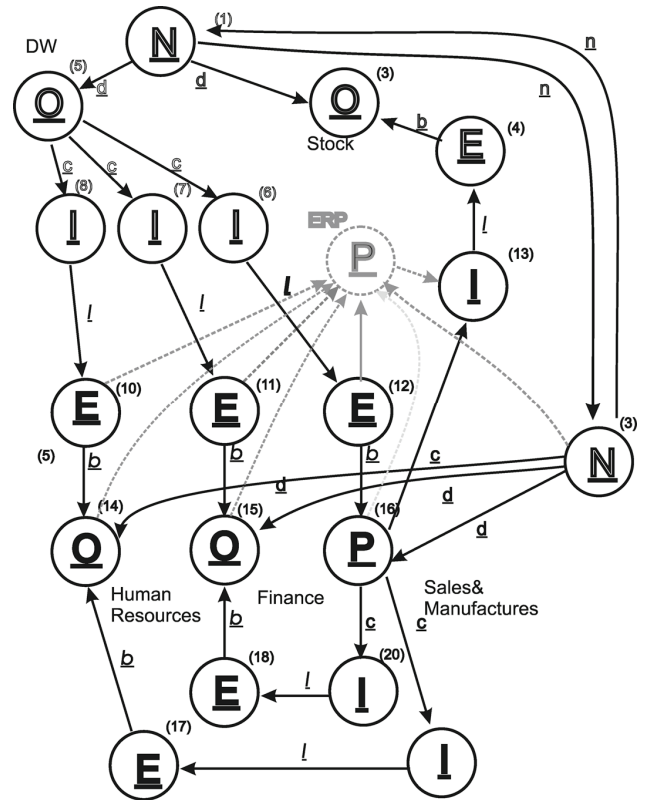 (1)
N
n
DW
(5)
d
d
(3)
n
O
O
Stock
b
(4)
E
c
c
c
(8)
(7)
(6)
I
I
I
ERP
P
l
(13)
I
l
l
l
E
(10)
E
(11)
E
(12)
(3)
N
(5)
b
b
b
c
d
d
(14)
(15)
(16)
d
O
O
P
Human
Resources
Finance
Sales&
Manufactures
b
c
c
b
(18)
(20)
E
l
I
(17)
E
l
I